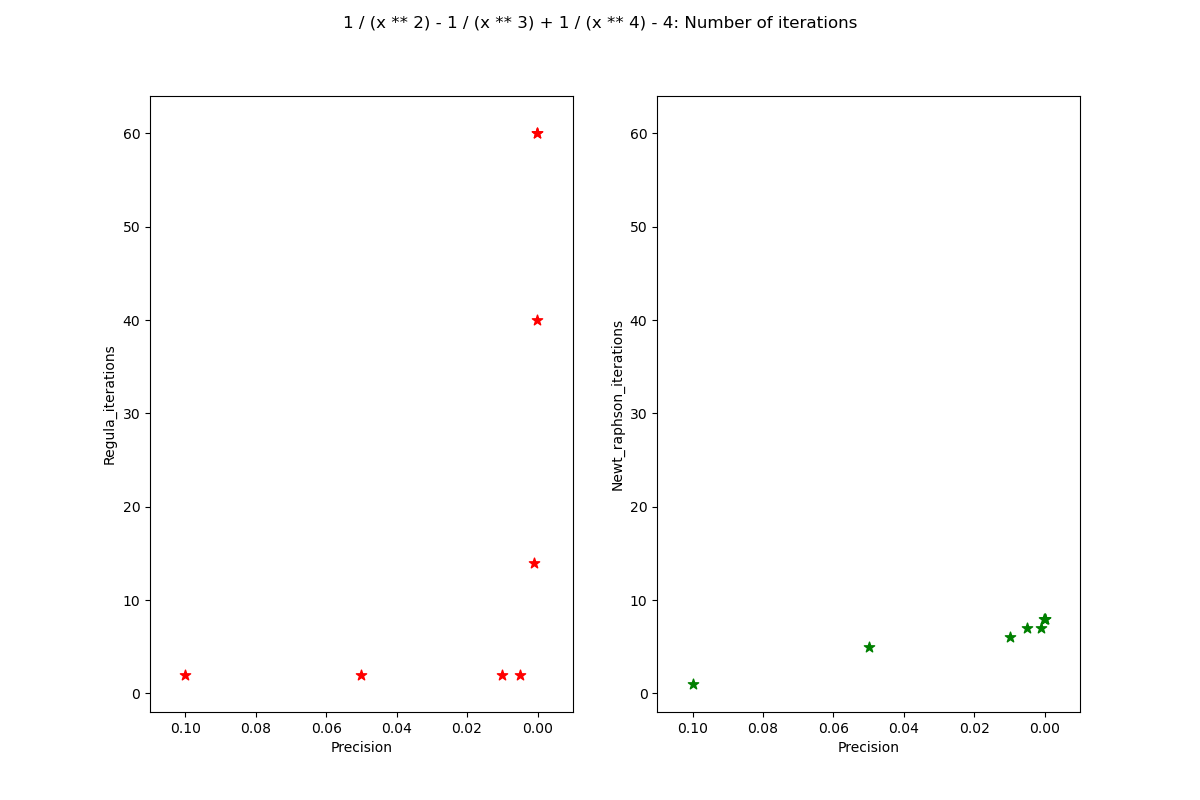 1 / (x ** 2) - 1 / (x ** 3) + 1 / (x ** 4) - 4: Number of iterations
60
50
40
30
20
10
0
Regula_iterations
0.10 0.08 0.06 0.04 0.02 0.00
Precision
60
50
40
30
20
10
0
Newt_raphson_iterations
0.10 0.08 0.06 0.04 0.02 0.00
Precision